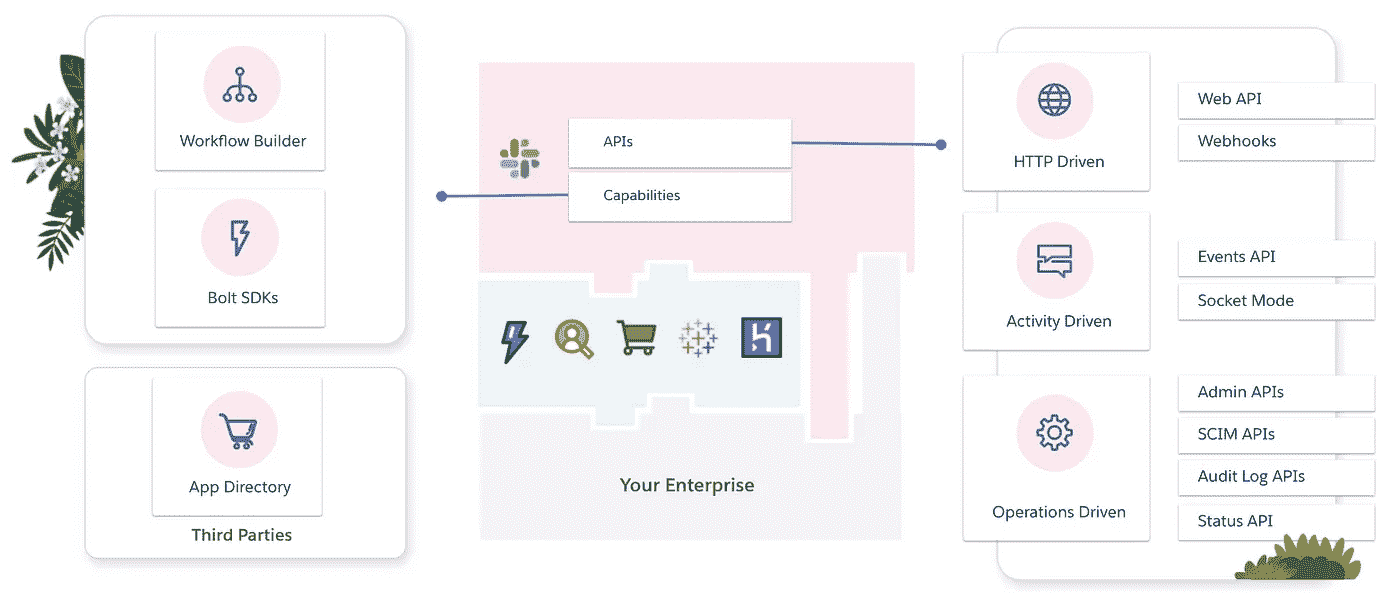 Workflow Builder
Bolt SDKs
App Directory
Third Parties
APIs
Capabilities
Your Enterprise
HTTP Driven
Web API
Webhooks
Activity Driven
Events API
Socket Mode
Operations Driven
Admin APIs
SCIM APIs
Audit Log APIs
Status API